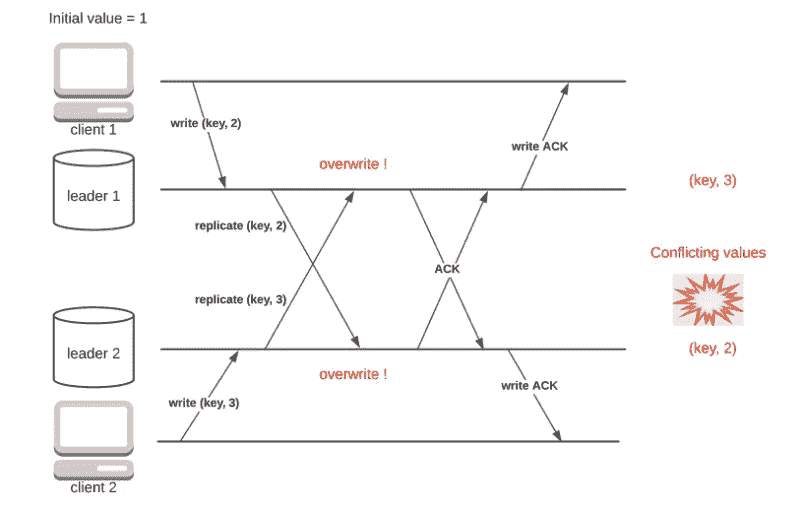 Initial value = 1
client 1
write (key, 2)
overwrite !
write ACK
leader 1
(key, 3)
replicate (key, 2)
Conflicting values
ACK
replicate (key, 3)
leader 2
(key, 2)
overwrite !
write ACK
write (key, 3)
client 2